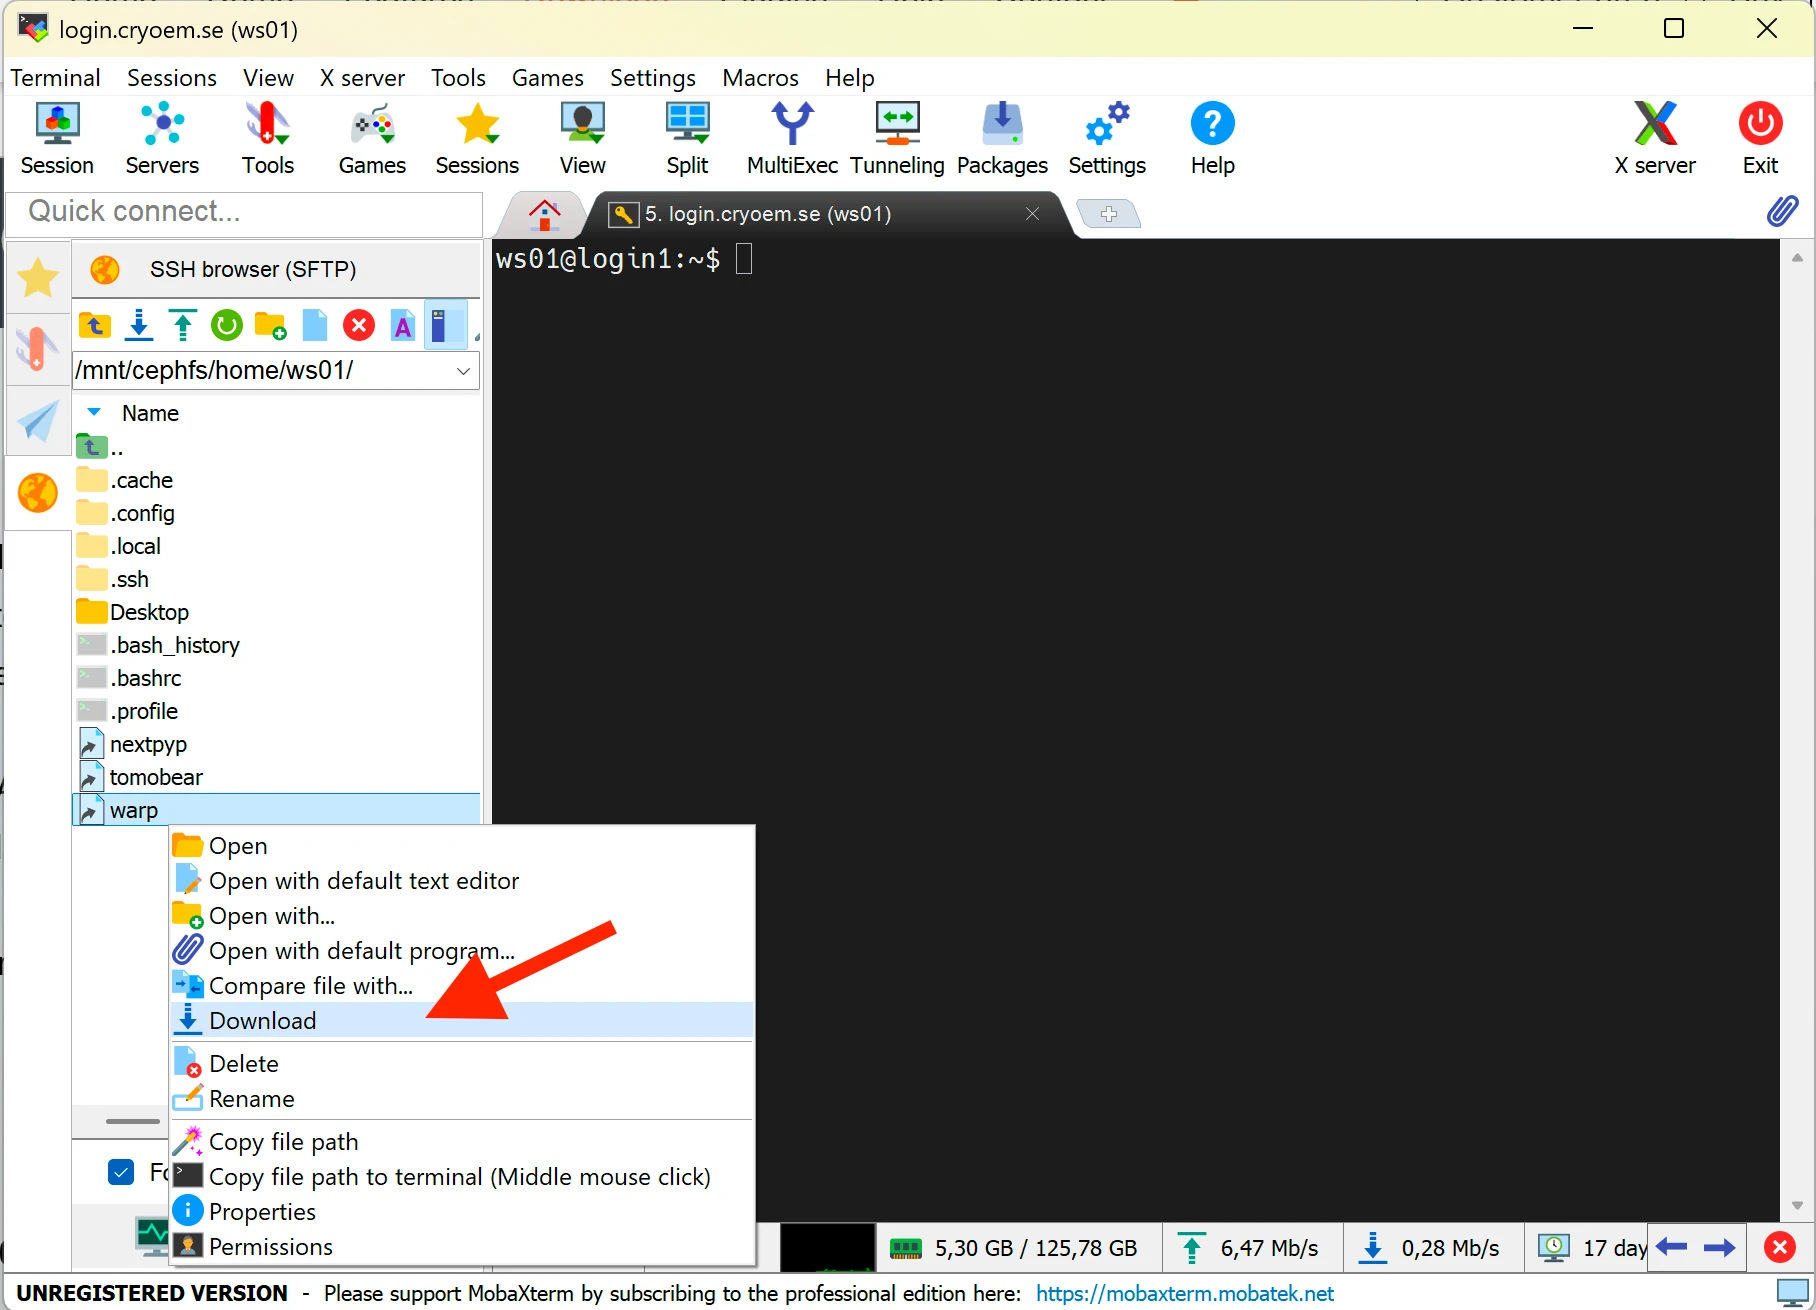 login.cryoem.se (ws01)
Terminal Sessions View X server Tools Games Settings Macros Help
Session Servers Tools Games Sessions View Split MultiExec Tunneling Packages Settings Help X server Exit
Quick connect...
5. login.cryoem.se (ws01)
SSH browser (SFTP)
ws01@login1:~$
/mnt/cephfs/home/ws01/
Name
..
.cache
.config
.local
.ssh
Desktop
.bash_history
.bashrc
.profile
nextpyp
tomobear
warp
Open
Open with default text editor
Open with...
Open with default program...
Compare file with...
Download
Delete
Rename
Copy file path
Copy file path to terminal (Middle mouse click)
Properties
Permissions
5,30 GB / 125,78 GB 6,47 Mb/s 0,28 Mb/s 17 day
UNREGISTERED VERSION - Please support MobaXterm by subscribing to the professional edition here: https://mobaxterm.mobatek.net